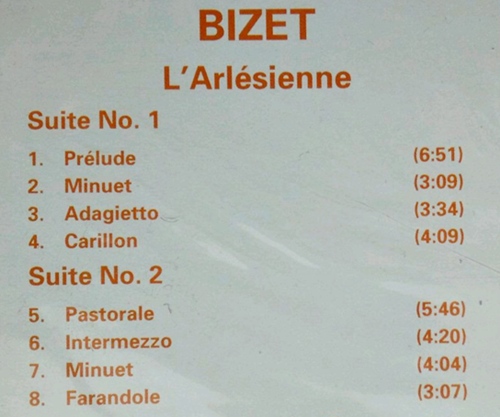 BIZET
L'Arlésienne
Suite No. 1
1. Prélude (6:51)
2. Minuet (3:09)
3. Adagietto (3:34)
4. Carillon (4:09)
Suite No. 2
5. Pastorale (5:46)
6. Intermezzo (4:20)
7. Minuet (4:04)
8. Farandole (3:07)